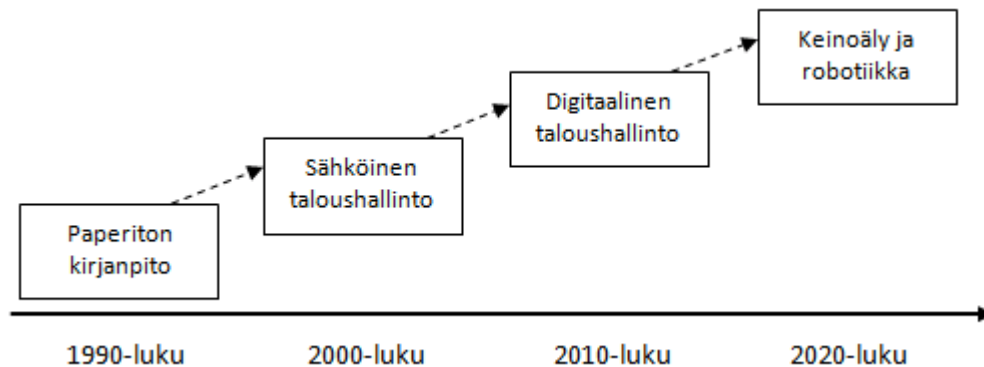 Keinoäly ja
robotiikka
Digitaalinen
taloushallinto
Sähköinen
taloushallinto
Paperiton
kirjanpito
1990-luku
2000-luku
2010-luku
2020-luku